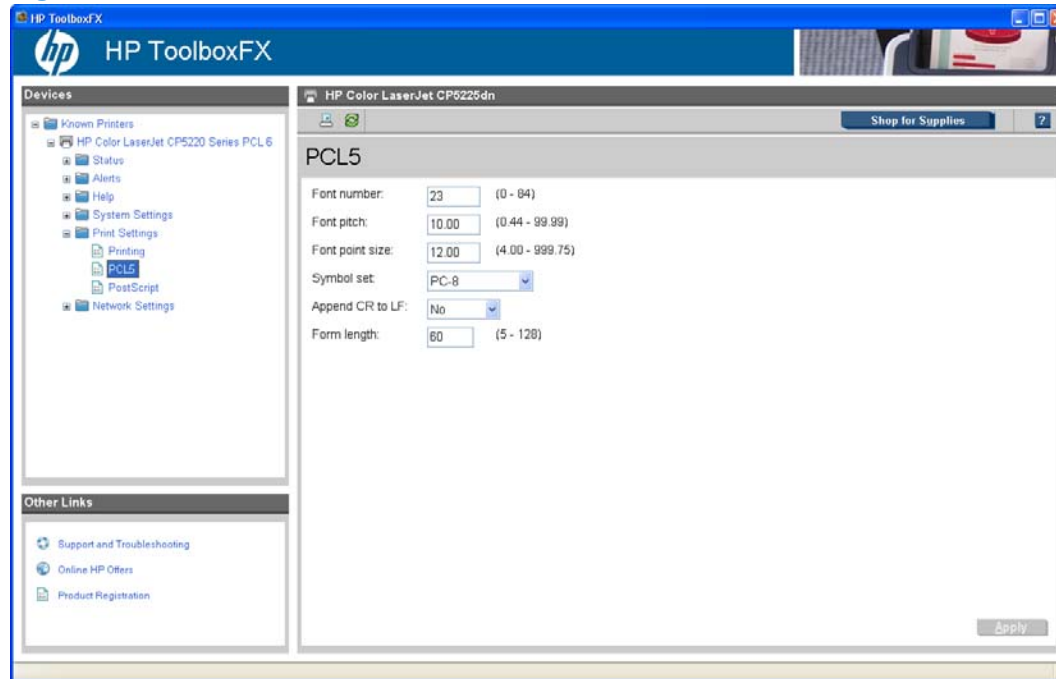 HP ToolboxFX
hp HP ToolboxFX
Devices
Known Printers
HP Color LaserJet CP5220 Series PCL 6
Status
Alerts
Help
System Settings
Print Settings
Printing
PCL5
PostScript
Network Settings
Other Links
Support and Troubleshooting
Online HP Offers
Product Registration
HP Color LaserJet CP5225dn
Shop for Supplies ?
PCL5
Font number: 23 (0 - 84)
Font pitch: 10.00 (0.44 - 99.99)
Font point size: 12.00 (4.00 - 999.75)
Symbol set: PC-8
Append CR to LF: No
Form length: 60 (5 - 128)
Apply